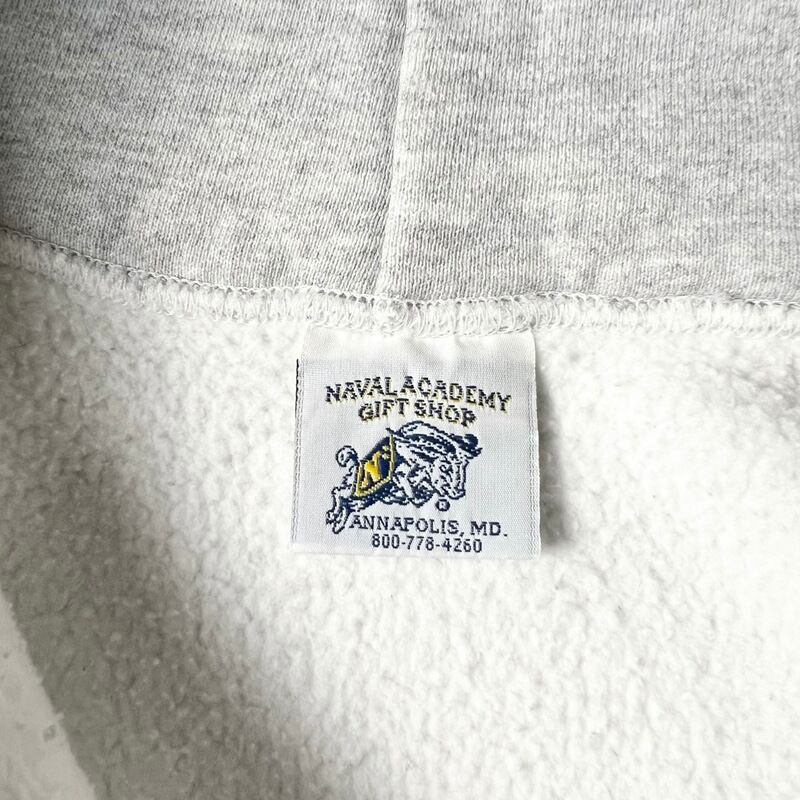 NAVAL ACADEMY
GIFT SHOP
N
ANNAPOLIS, MD.
800-778-4260